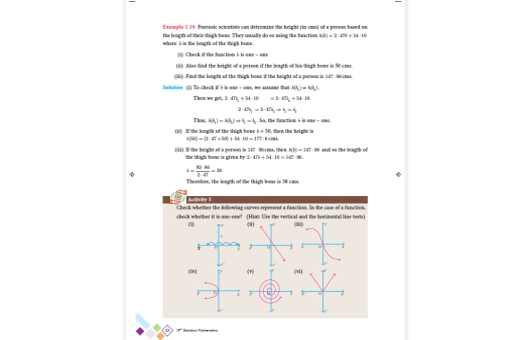 Example 1.14 Forensic scientists can determine the height (in cms) of a person based on
the length of their thigh bone. They usually do so using the function h(b) = 2·47b + 54·10
where b is the length of the thigh bone.
(i) Check if the function h is one – one
(ii) Also find the height of a person if the length of his thigh bone is 50 cms.
(iii) Find the length of the thigh bone if the height of a person is 147·96 cms.
Solution (i) To check if h is one – one, we assume that h(b₁) = h(b₂).
Then we get, 2·47b₁ + 54·10 = 2·47b₂ + 54·10
2·47b₁ = 2·47b₂ ⇒ b₁ = b₂
Thus, h(b₁) = h(b₂) ⇒ b₁ = b₂. So, the function h is one – one.
(ii) If the length of the thigh bone b = 50, then the height is
h(50) = (2·47 × 50) + 54·10 = 177·6 cms.
(iii) If the height of a person is 147·96 cms, then h(b) = 147·96 and so the length of
the thigh bone is given by 2·47b + 54·10 = 147·96.
b = 93·86 / 2·47 = 38
Therefore, the length of the thigh bone is 38 cms.
Activity 5
Check whether the following curves represent a function. In the case of a function,
check whether it is one-one? (Hint: Use the vertical and the horizontal line tests)
(i) (ii) (iii)
(iv) (v) (vi)
10th Standard Mathematics